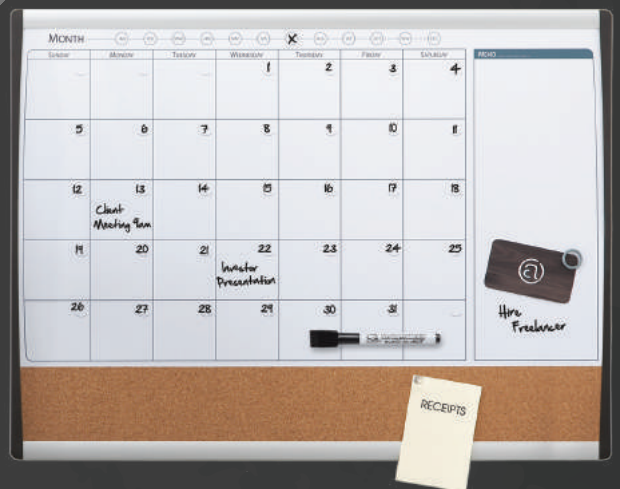 MONTH
SUNDAY MONDAY TUESDAY WEDNESDAY THURSDAY FRIDAY SATURDAY
MEMO
1 2 3 4
5 6 7 8 9 10 11
12 13 14 15 16 17 18
Client
Meeting 9am
19 20 21 22 23 24 25
Investor
Presentation
26 27 28 29 30 31
@
Hire
Freelancer
RECEIPTS